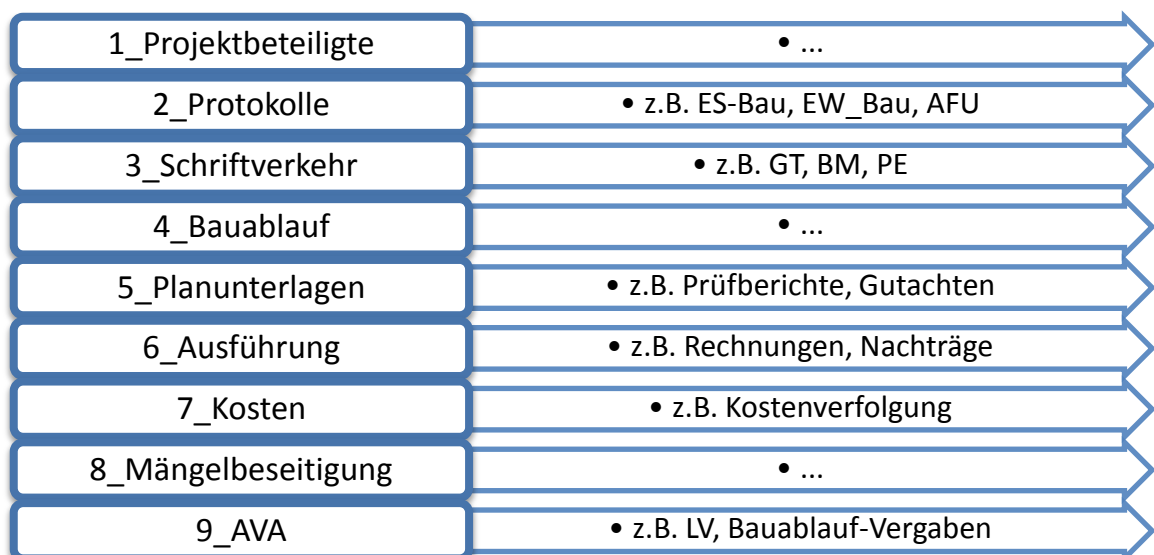 1_Projektbeteiligte
• ...
2_Protokolle
• z.B. ES-Bau, EW_Bau, AFU
3_Schriftverkehr
• z.B. GT, BM, PE
4_Bauablauf
• ...
5_Planunterlagen
• z.B. Prüfberichte, Gutachten
6_Ausführung
• z.B. Rechnungen, Nachträge
7_Kosten
• z.B. Kostenverfolgung
8_Mängelbeseitigung
• ...
9_AVA
• z.B. LV, Bauablauf-Vergaben